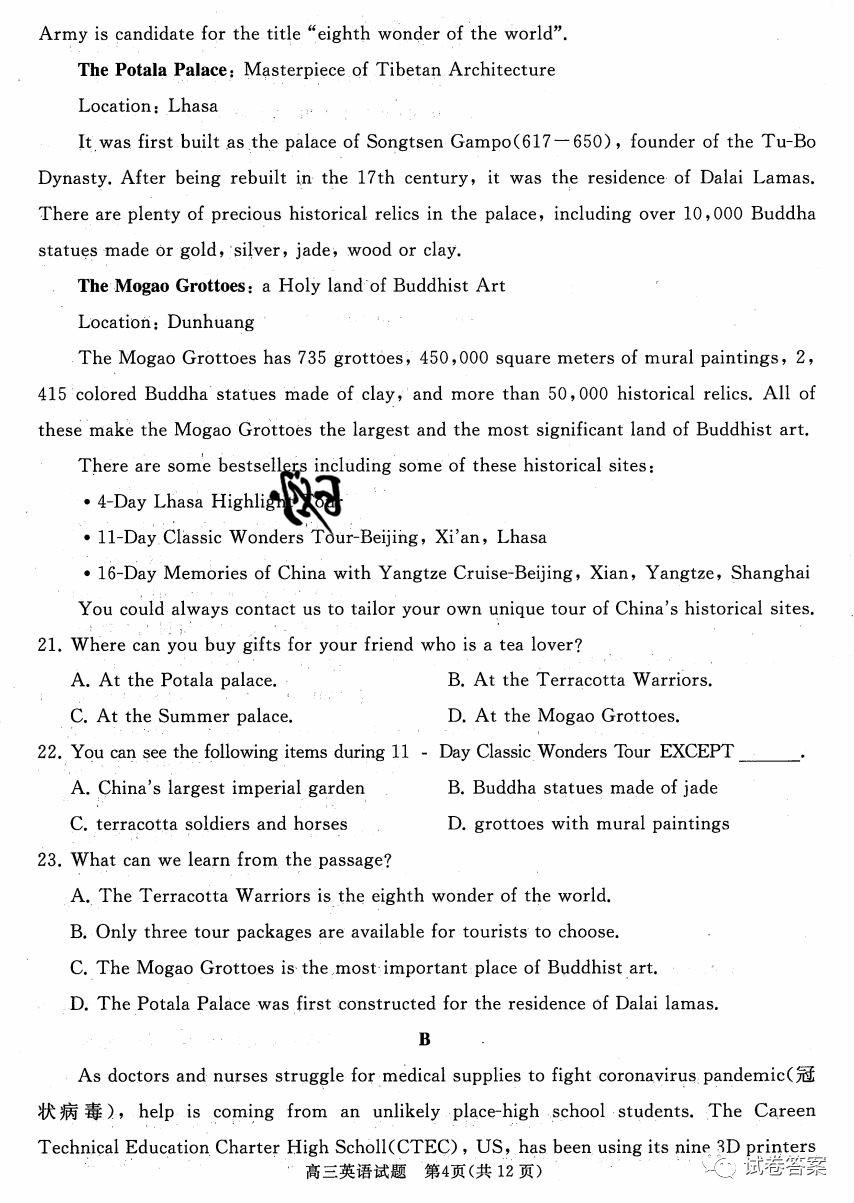 Army is candidate for the title “eighth wonder of the world”.
The Potala Palace: Masterpiece of Tibetan Architecture
Location: Lhasa
It was first built as the palace of Songtsen Gampo(617—650), founder of the Tu-Bo
Dynasty. After being rebuilt in the 17th century, it was the residence of Dalai Lamas.
There are plenty of precious historical relics in the palace, including over 10,000 Buddha
statues made or gold, silver, jade, wood or clay.
The Mogao Grottoes: a Holy land of Buddhist Art
Location: Dunhuang
The Mogao Grottoes has 735 grottoes, 450,000 square meters of mural paintings, 2,
415 colored Buddha statues made of clay, and more than 50,000 historical relics. All of
these make the Mogao Grottoes the largest and the most significant land of Buddhist art.
There are some bestsellers including some of these historical sites:
• 4-Day Lhasa Highlight Tour
• 11-Day Classic Wonders Tour-Beijing, Xi’an, Lhasa
• 16-Day Memories of China with Yangtze Cruise-Beijing, Xian, Yangtze, Shanghai
You could always contact us to tailor your own unique tour of China’s historical sites.
21. Where can you buy gifts for your friend who is a tea lover?
A. At the Potala palace. B. At the Terracotta Warriors.
C. At the Summer palace. D. At the Mogao Grottoes.
22. You can see the following items during 11 - Day Classic Wonders Tour EXCEPT ______.
A. China’s largest imperial garden B. Buddha statues made of jade
C. terracotta soldiers and horses D. grottoes with mural paintings
23. What can we learn from the passage?
A. The Terracotta Warriors is the eighth wonder of the world.
B. Only three tour packages are available for tourists to choose.
C. The Mogao Grottoes is the most important place of Buddhist art.
D. The Potala Palace was first constructed for the residence of Dalai lamas.
B
As doctors and nurses struggle for medical supplies to fight coronavirus pandemic(冠
状病毒), help is coming from an unlikely place-high school students. The Careen
Technical Education Charter High Scholl(CTEC), US, has been using its nine 3D printers
高三英语试题 第4页(共12页)
试卷答案